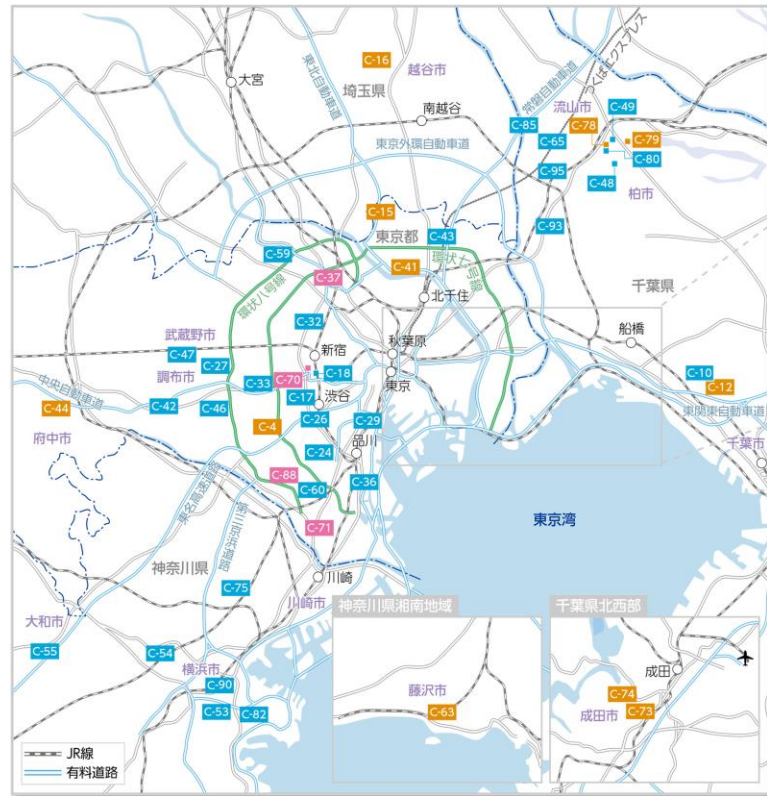 C-16
越谷市
東北自動車道
埼玉県
大宮
南越谷
常磐自動車道
つくばエクスプレス
流山市
C-49
C-85
C-78
C-65
C-79
C-80
C-95
C-48
柏市
東京外環自動車道
C-15
東京都
C-43
C-93
C-59
環状七号線
C-41
C-37
環状八号線
北千住
千葉県
C-32
武蔵野市
C-47
新宿
秋葉原
船橋
C-27
調布市
C-33
C-70
C-18
東京
C-10
C-12
中央自動車道
C-44
C-42
C-46
C-17
渋谷
C-26
C-29
東関東自動車道
府中市
C-4
品川
千葉市
C-24
東名高速道路
C-88
C-60
C-36
第三京浜道路
C-71
東京湾
神奈川県
川崎
C-75
川崎市
大和市
C-55
C-54
横浜市
C-90
C-53
C-82
神奈川県湘南地域
藤沢市
C-63
千葉県北西部
成田
C-74
C-73
成田市
JR線
有料道路